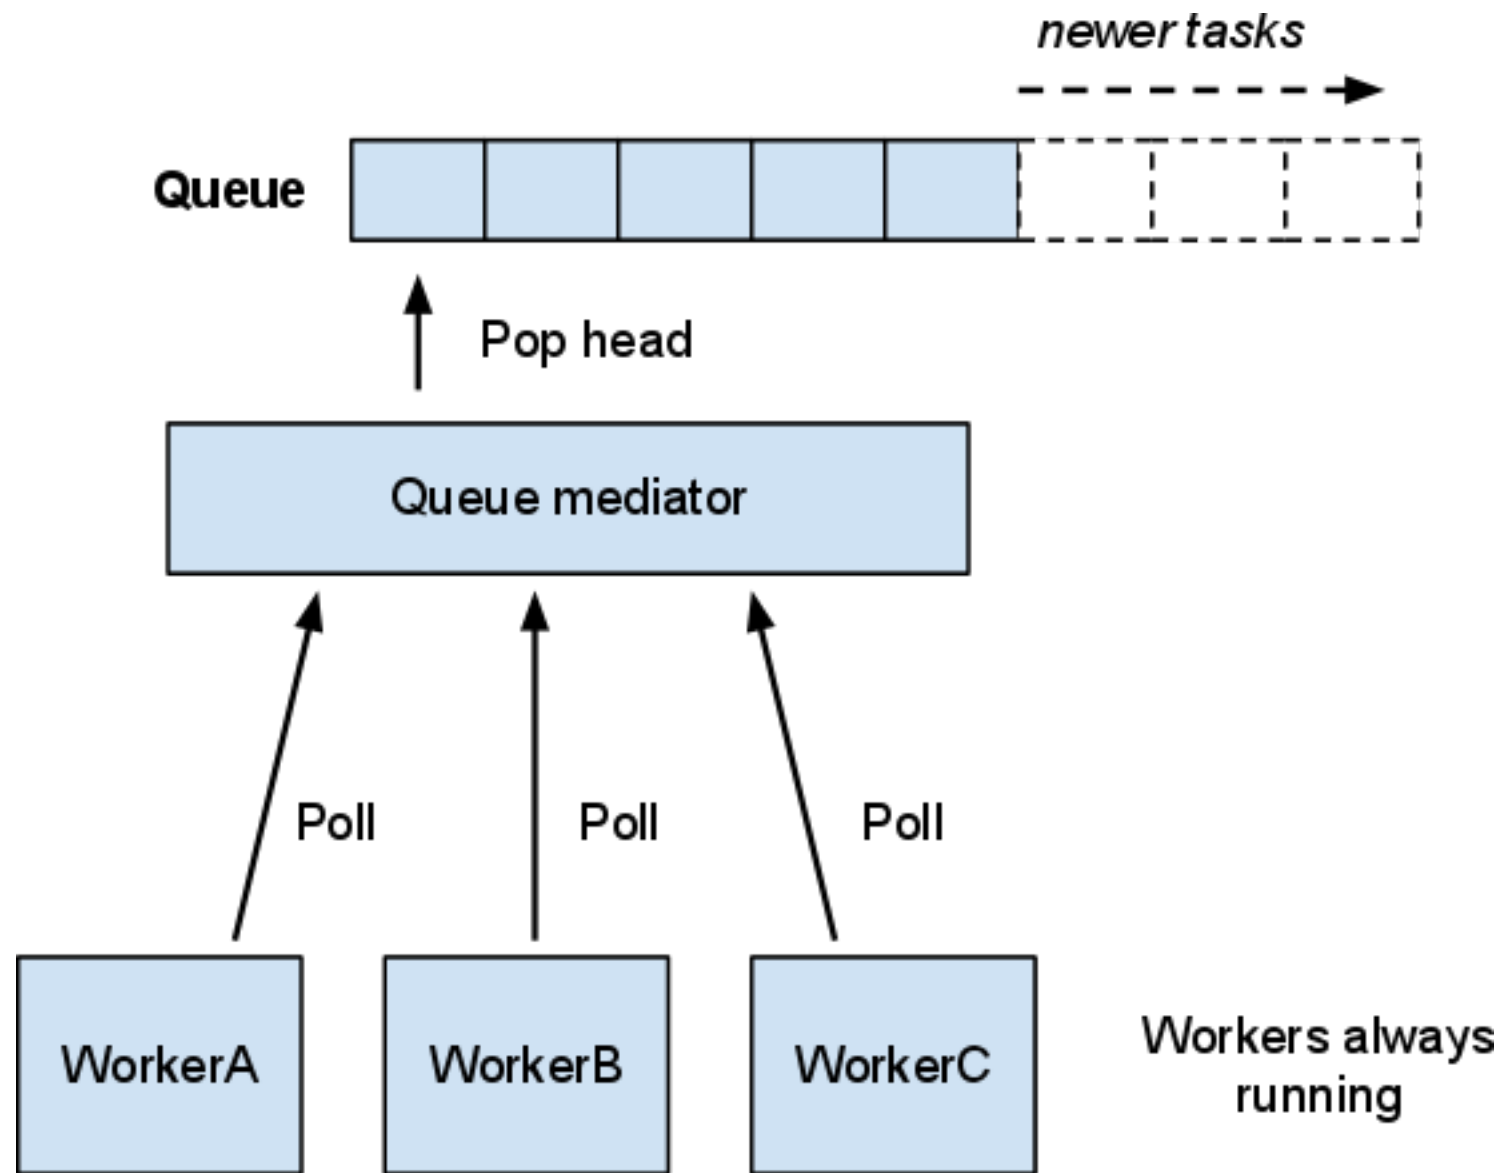 newer tasks
Queue
Pop head
Queue mediator
Poll Poll Poll
WorkerA WorkerB WorkerC
Workers always
running